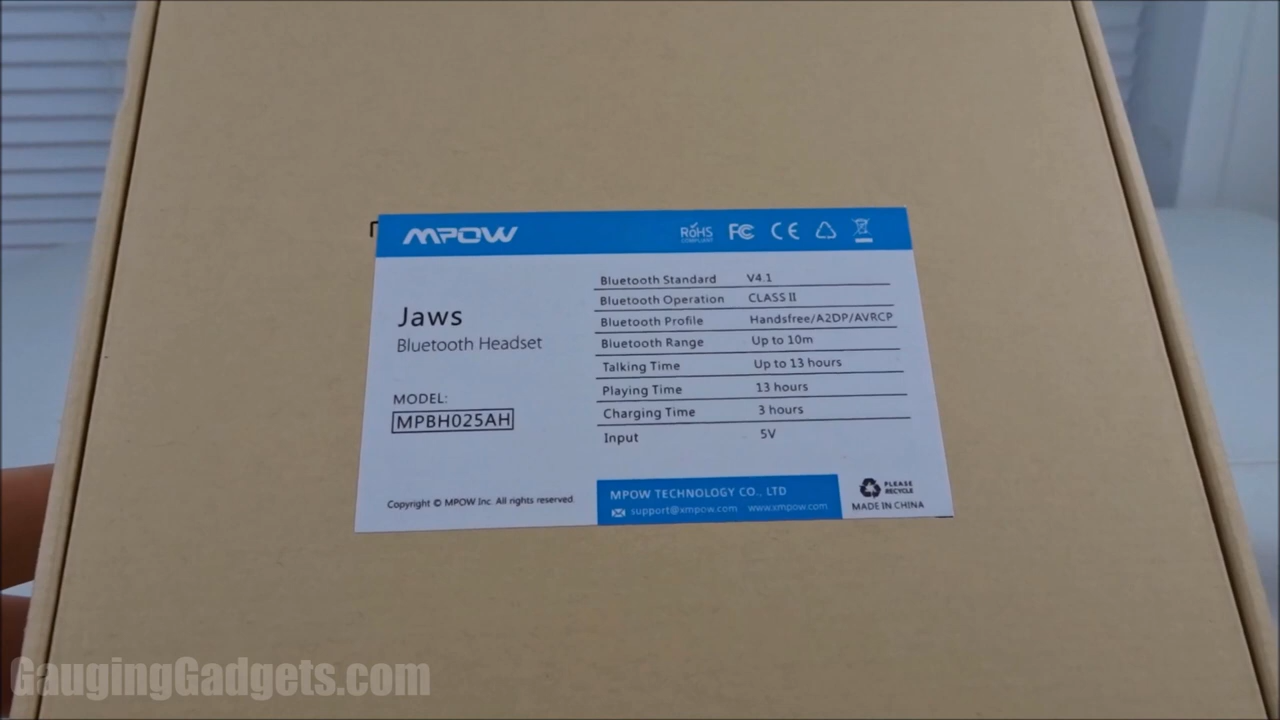 MPOW
RoHS
COMPLIANT
FC CE
Jaws
Bluetooth Headset
MODEL:
MPBH025AH
Bluetooth Standard V4.1
Bluetooth Operation CLASS II
Bluetooth Profile Handsfree/A2DP/AVRCP
Bluetooth Range Up to 10m
Talking Time Up to 13 hours
Playing Time 13 hours
Charging Time 3 hours
Input 5V
Copyright © MPOW Inc. All rights reserved.
MPOW TECHNOLOGY CO., LTD
support@xmpow.com www.xmpow.com
PLEASE
RECYCLE
MADE IN CHINA
GaugingGadgets.com